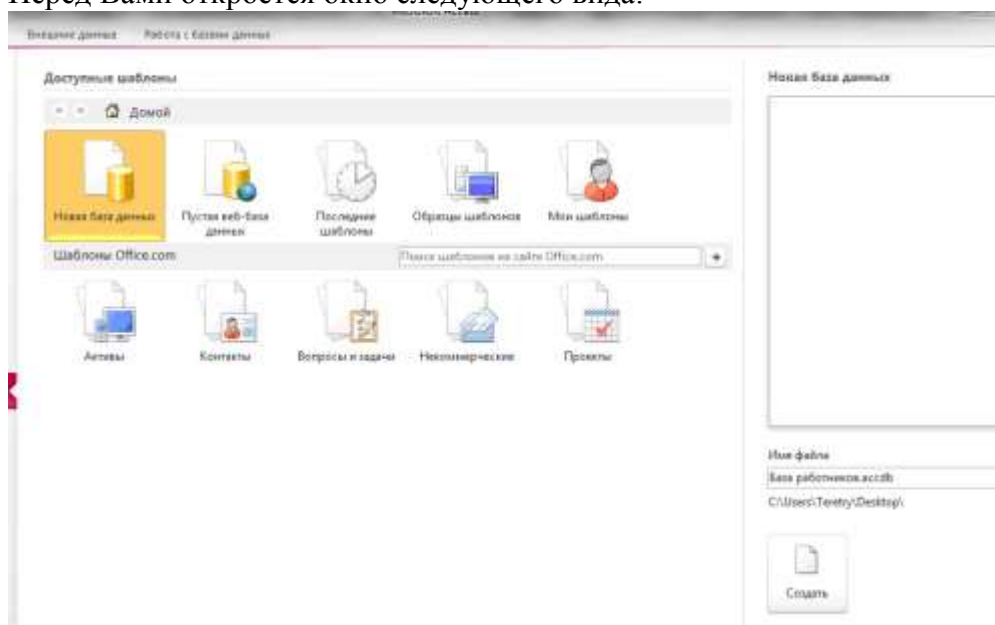 Перед Вами откроется окно следующего вида:
Внешние данные Работа с базами данных
Доступные шаблоны
Домой
Новая база данных
Пустая веб-база данных
Последние шаблоны
Образцы шаблонов
Мои шаблоны
Шаблоны Office.com
Поиск шаблонов на сайте Office.com
Активы
Контакты
Вопросы и задачи
Некоммерческие
Проекты
Новая база данных
Имя файла
База работников.accdb
C:\Users\Teretry\Desktop\
Создать